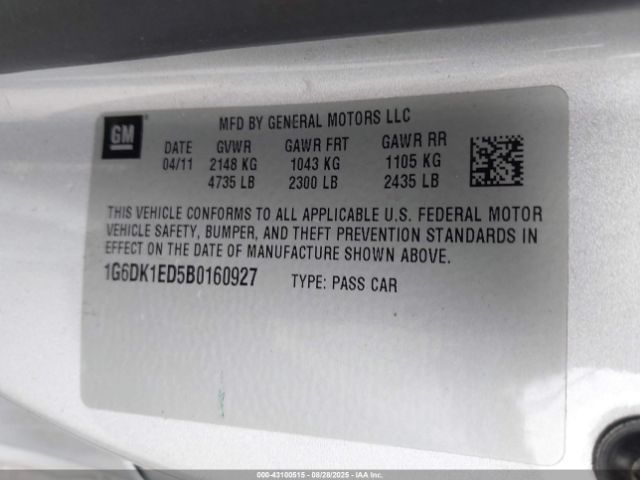 GM
MFD BY GENERAL MOTORS LLC
DATE GVWR GAWR FRT GAWR RR
04/11 2148 KG 1043 KG 1105 KG
4735 LB 2300 LB 2435 LB
THIS VEHICLE CONFORMS TO ALL APPLICABLE U.S. FEDERAL MOTOR
VEHICLE SAFETY, BUMPER, AND THEFT PREVENTION STANDARDS IN
EFFECT ON THE DATE OF MANUFACTURE SHOWN ABOVE.
1G6DK1ED5B0160927 TYPE: PASS CAR
000-43100515 * 08/28/2025 * IAAI.COM